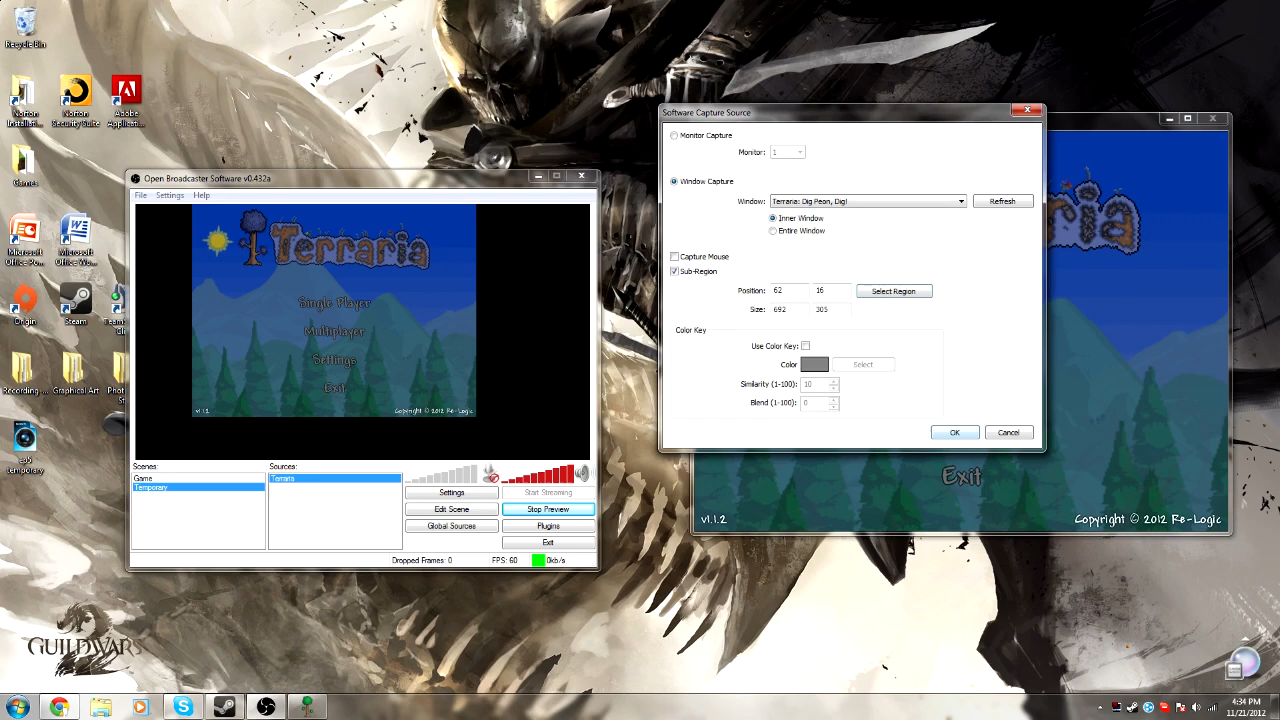 Recycle Bin
Norton Installati...
Norton Security Suite
Adobe Applicati...
Games
Microsoft Office Po...
Microsoft Office Wo...
Origin
Steam
Recording ...
Graphical Art
ep5 temporary
GUILDWARS
Open Broadcaster Software v0.432a
File Settings Help
Terraria
Single Player
Multiplayer
Settings
Exit
v1.1.2
Copyright © 2012 Re-Logic
Scenes:
Sources:
Game
Temporary
Terraria
Settings
Start Streaming
Edit Scene
Stop Preview
Global Sources
Plugins
Exit
Dropped Frames: 0
FPS: 60
0kb/s
Software Capture Source
Monitor Capture
Monitor: 1
Window Capture
Window: Terraria: Dig Peon, Dig!
Refresh
Inner Window
Entire Window
Capture Mouse
Sub-Region
Position: 62 16
Select Region
Size: 692 305
Color Key
Use Color Key:
Color
Select
Similarity (1-100): 10
Blend (1-100): 0
OK
Cancel
ria
Exit
v1.1.2
Copyright © 2012 Re-Logic
4:34 PM
11/21/2012